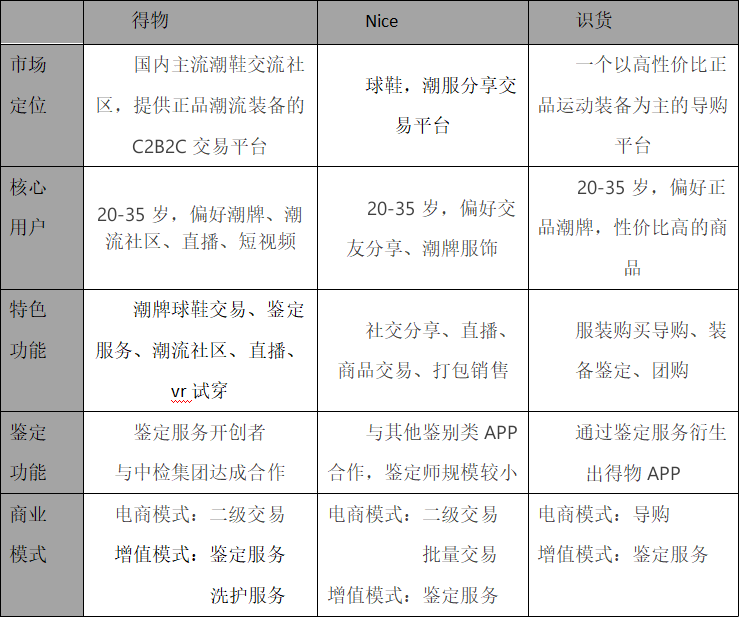 得物 Nice 识货
市场
定位
国内主流潮鞋交流社
区，提供正品潮流装备的
C2B2C 交易平台
球鞋，潮服分享交
易平台
一个以高性价比正
品运动装备为主的导购
平台
核心
用户
20-35 岁，偏好潮牌、潮
流社区、直播、短视频
20-35 岁，偏好交
友分享、潮牌服饰
20-35 岁，偏好正
品潮牌，性价比高的商
品
特色
功能
潮牌球鞋交易、鉴定
服务、潮流社区、直播、
vr 试穿
社交分享、直播、
商品交易、打包销售
服装购买导购、装
备鉴定、团购
鉴定
功能
鉴定服务开创者
与中检集团达成合作
与其他鉴别类 APP
合作，鉴定师规模较小
通过鉴定服务衍生
出得物 APP
商业
模式
电商模式：二级交易
增值模式：鉴定服务
洗护服务
电商模式：二级交易
批量交易
增值模式：鉴定服务
电商模式：导购
增值模式：鉴定服务